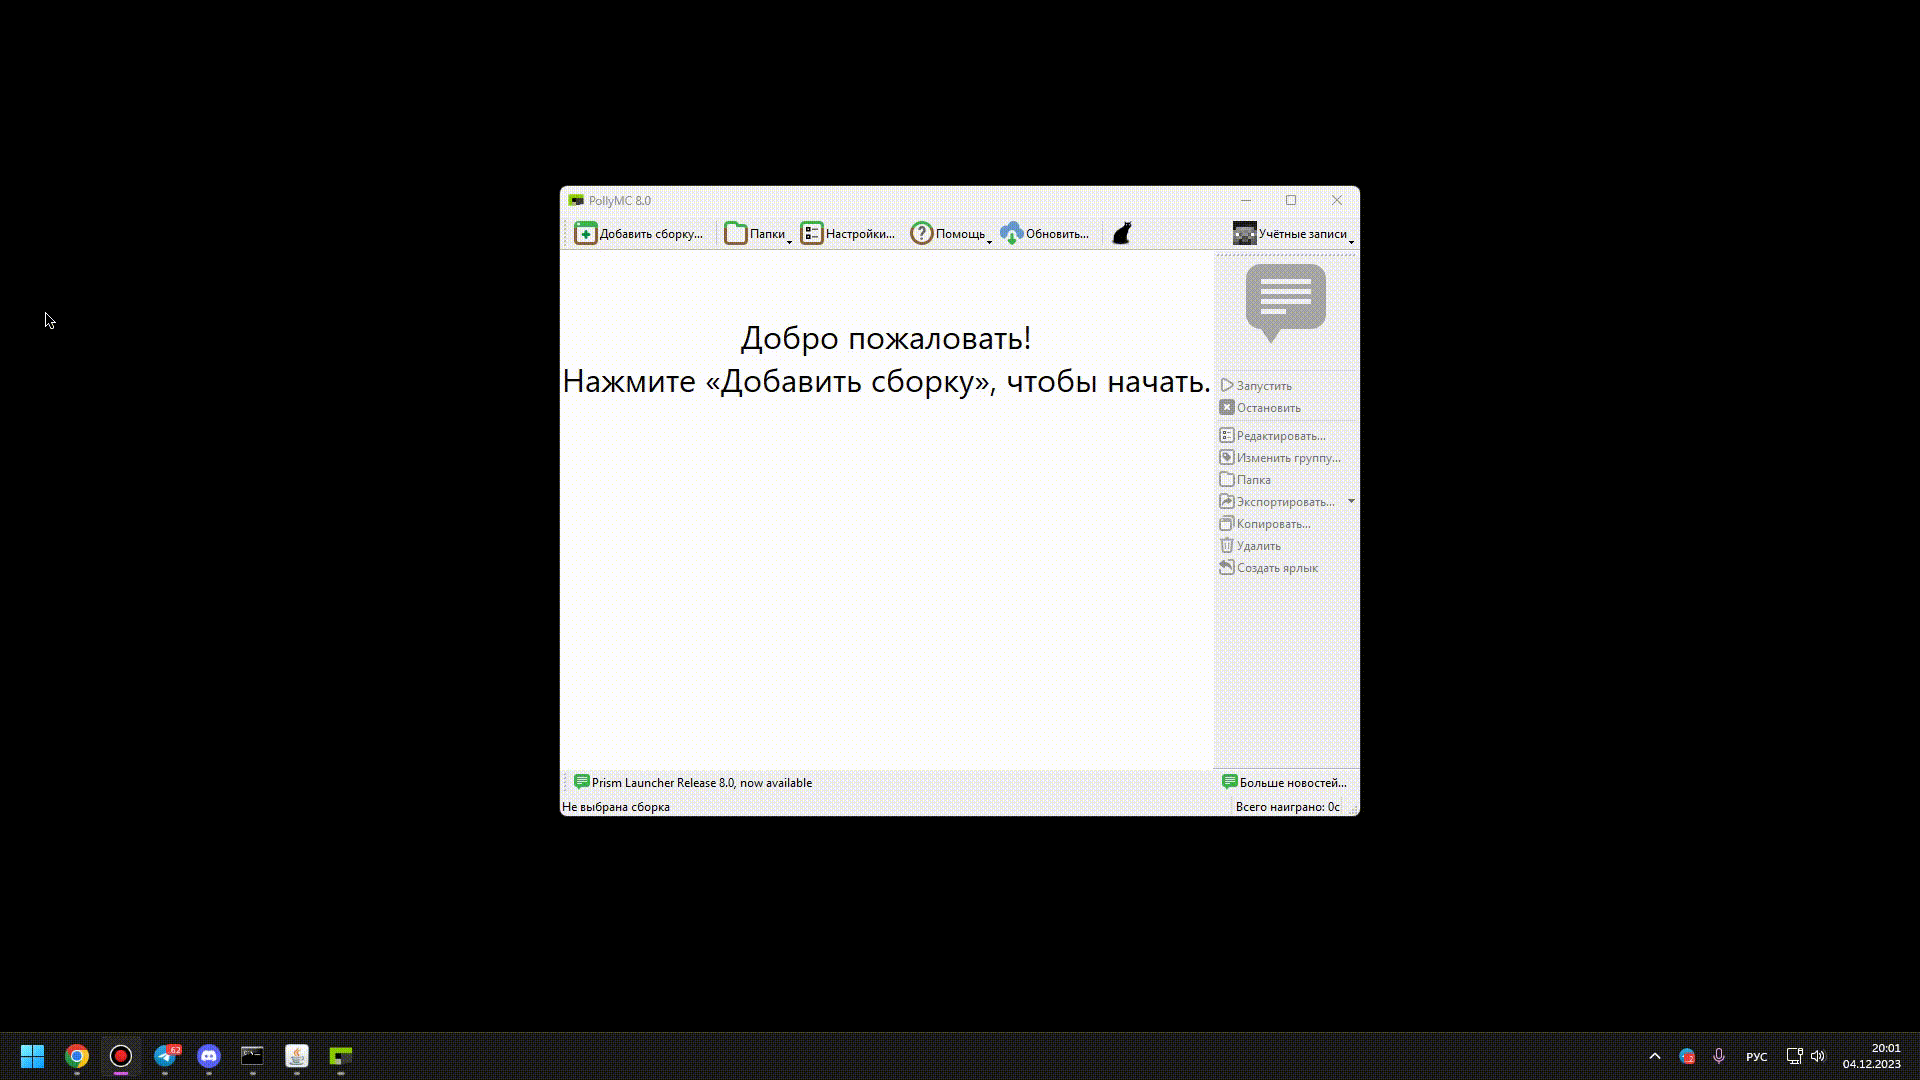 PollyMC 8.0
Добавить сборку... Папки Настройки... Помощь Обновить... Учётные записи
Добро пожаловать!
Нажмите «Добавить сборку», чтобы начать.
Запустить
Остановить
Редактировать...
Изменить группу...
Папка
Экспортировать...
Копировать...
Удалить
Создать ярлык
Prism Launcher Release 8.0, now available Больше новостей...
Не выбрана сборка Всего наиграно: 0с
62
РУС
20:01
04.12.2023